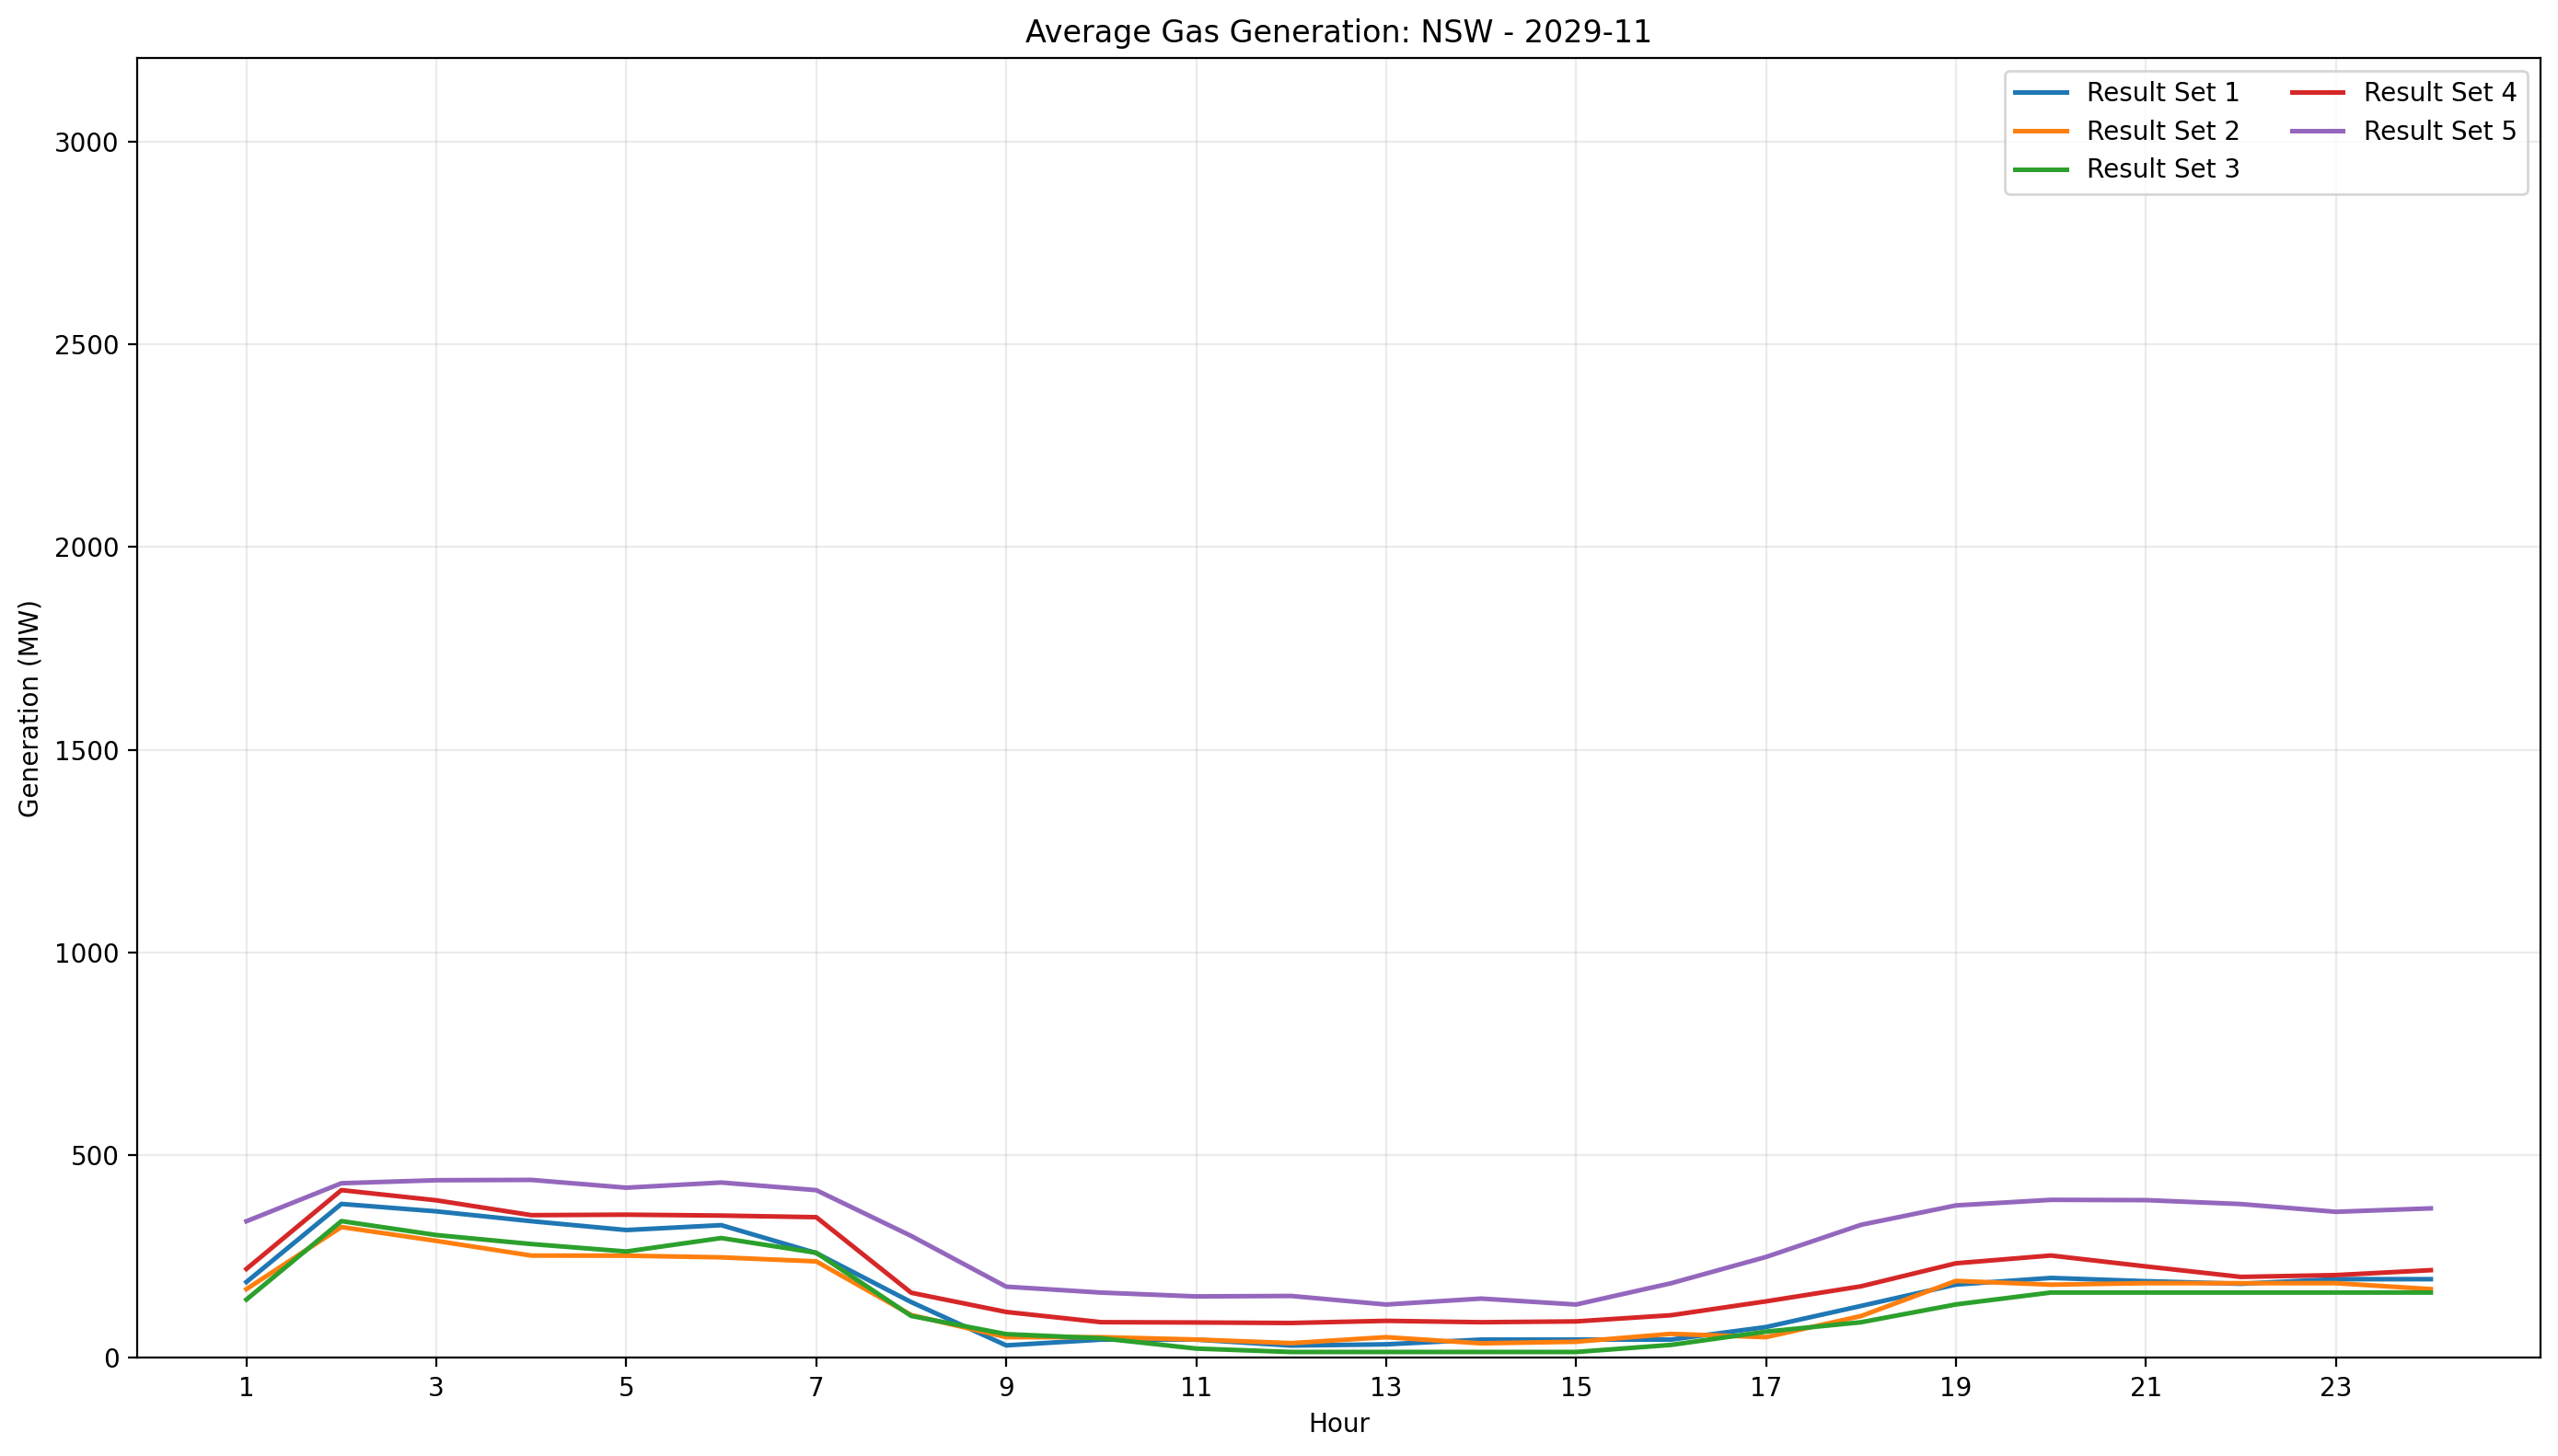 Average Gas Generation: NSW - 2029-11
Result Set 1
Result Set 2
Result Set 3
Result Set 4
Result Set 5
Generation (MW)
3000
2500
2000
1500
1000
500
0
1 3 5 7 9 11 13 15 17 19 21 23
Hour